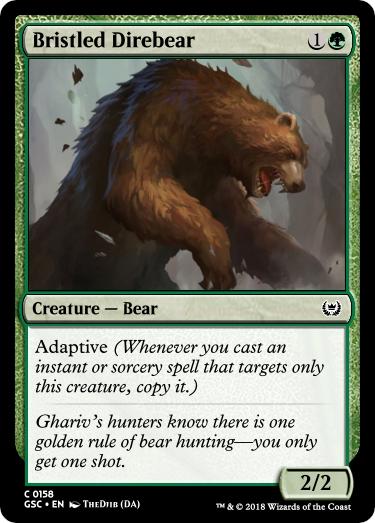 Bristled Direbear 1
Creature — Bear
Adaptive (Whenever you cast an
instant or sorcery spell that targets only
this creature, copy it.)
Ghariv's hunters know there is one
golden rule of bear hunting—you only
get one shot.
2/2
C 0158
GSC • EN TheDiib (DA)
™ & © 2018 Wizards of the Coast